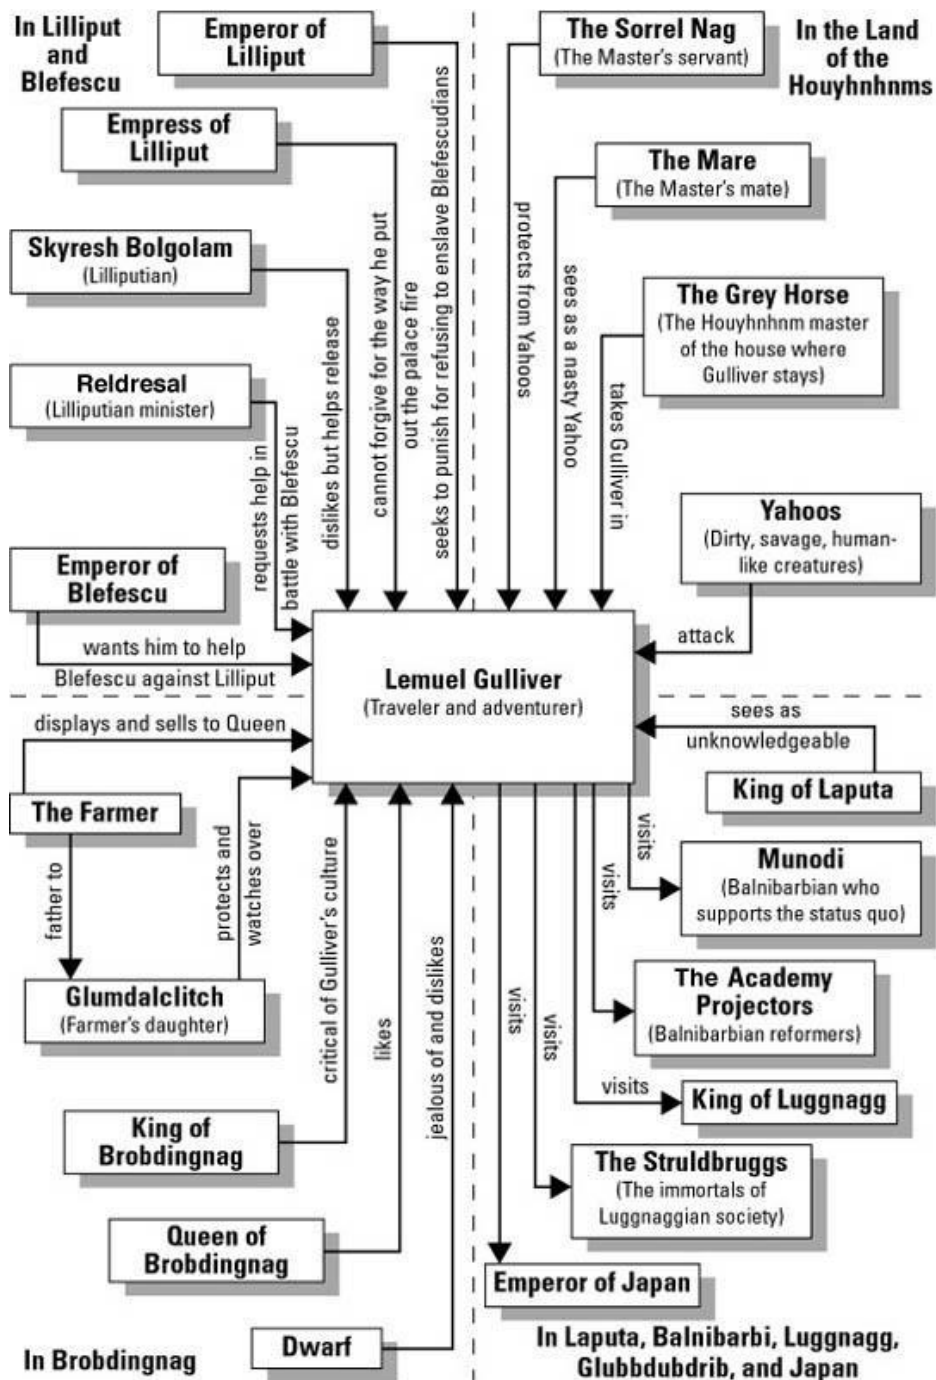 In Lilliput
and
Blefescu
Emperor of
Lilliput
Empress of
Lilliput
Skyresh Bolgolam
(Lilliputian)
Reldresal
(Lilliputian minister)
Emperor of
Blefescu
requests help in
battle with Blefescu
dislikes but helps release
cannot forgive for the way he put
out the palace fire
seeks to punish for refusing to enslave Blefescudians
wants him to help
Blefescu against Lilliput
The Sorrel Nag
(The Master's servant)
In the Land
of the
Houyhnhnms
The Mare
(The Master's mate)
The Grey Horse
(The Houyhnhnm master
of the house where
Gulliver stays)
Yahoos
(Dirty, savage, human-
like creatures)
protects from Yahoos
sees as a nasty Yahoo
takes Gulliver in
attack
Lemuel Gulliver
(Traveler and adventurer)
displays and sells to Queen
The Farmer
father to
protects and
watches over
Glumdalclitch
(Farmer's daughter)
critical of Gulliver's culture
likes
jealous of and dislikes
King of
Brobdingnag
Queen of
Brobdingnag
Dwarf
In Brobdingnag
sees as
unknowledgeable
King of Laputa
visits
Munodi
(Balnibarbian who
supports the status quo)
visits
The Academy
Projectors
(Balnibarbian reformers)
visits
King of Luggnagg
visits
The Struldbruggs
(The immortals of
Luggnaggian society)
visits
Emperor of Japan
In Laputa, Balnibarbi, Luggnagg,
Glubbdubdrib, and Japan